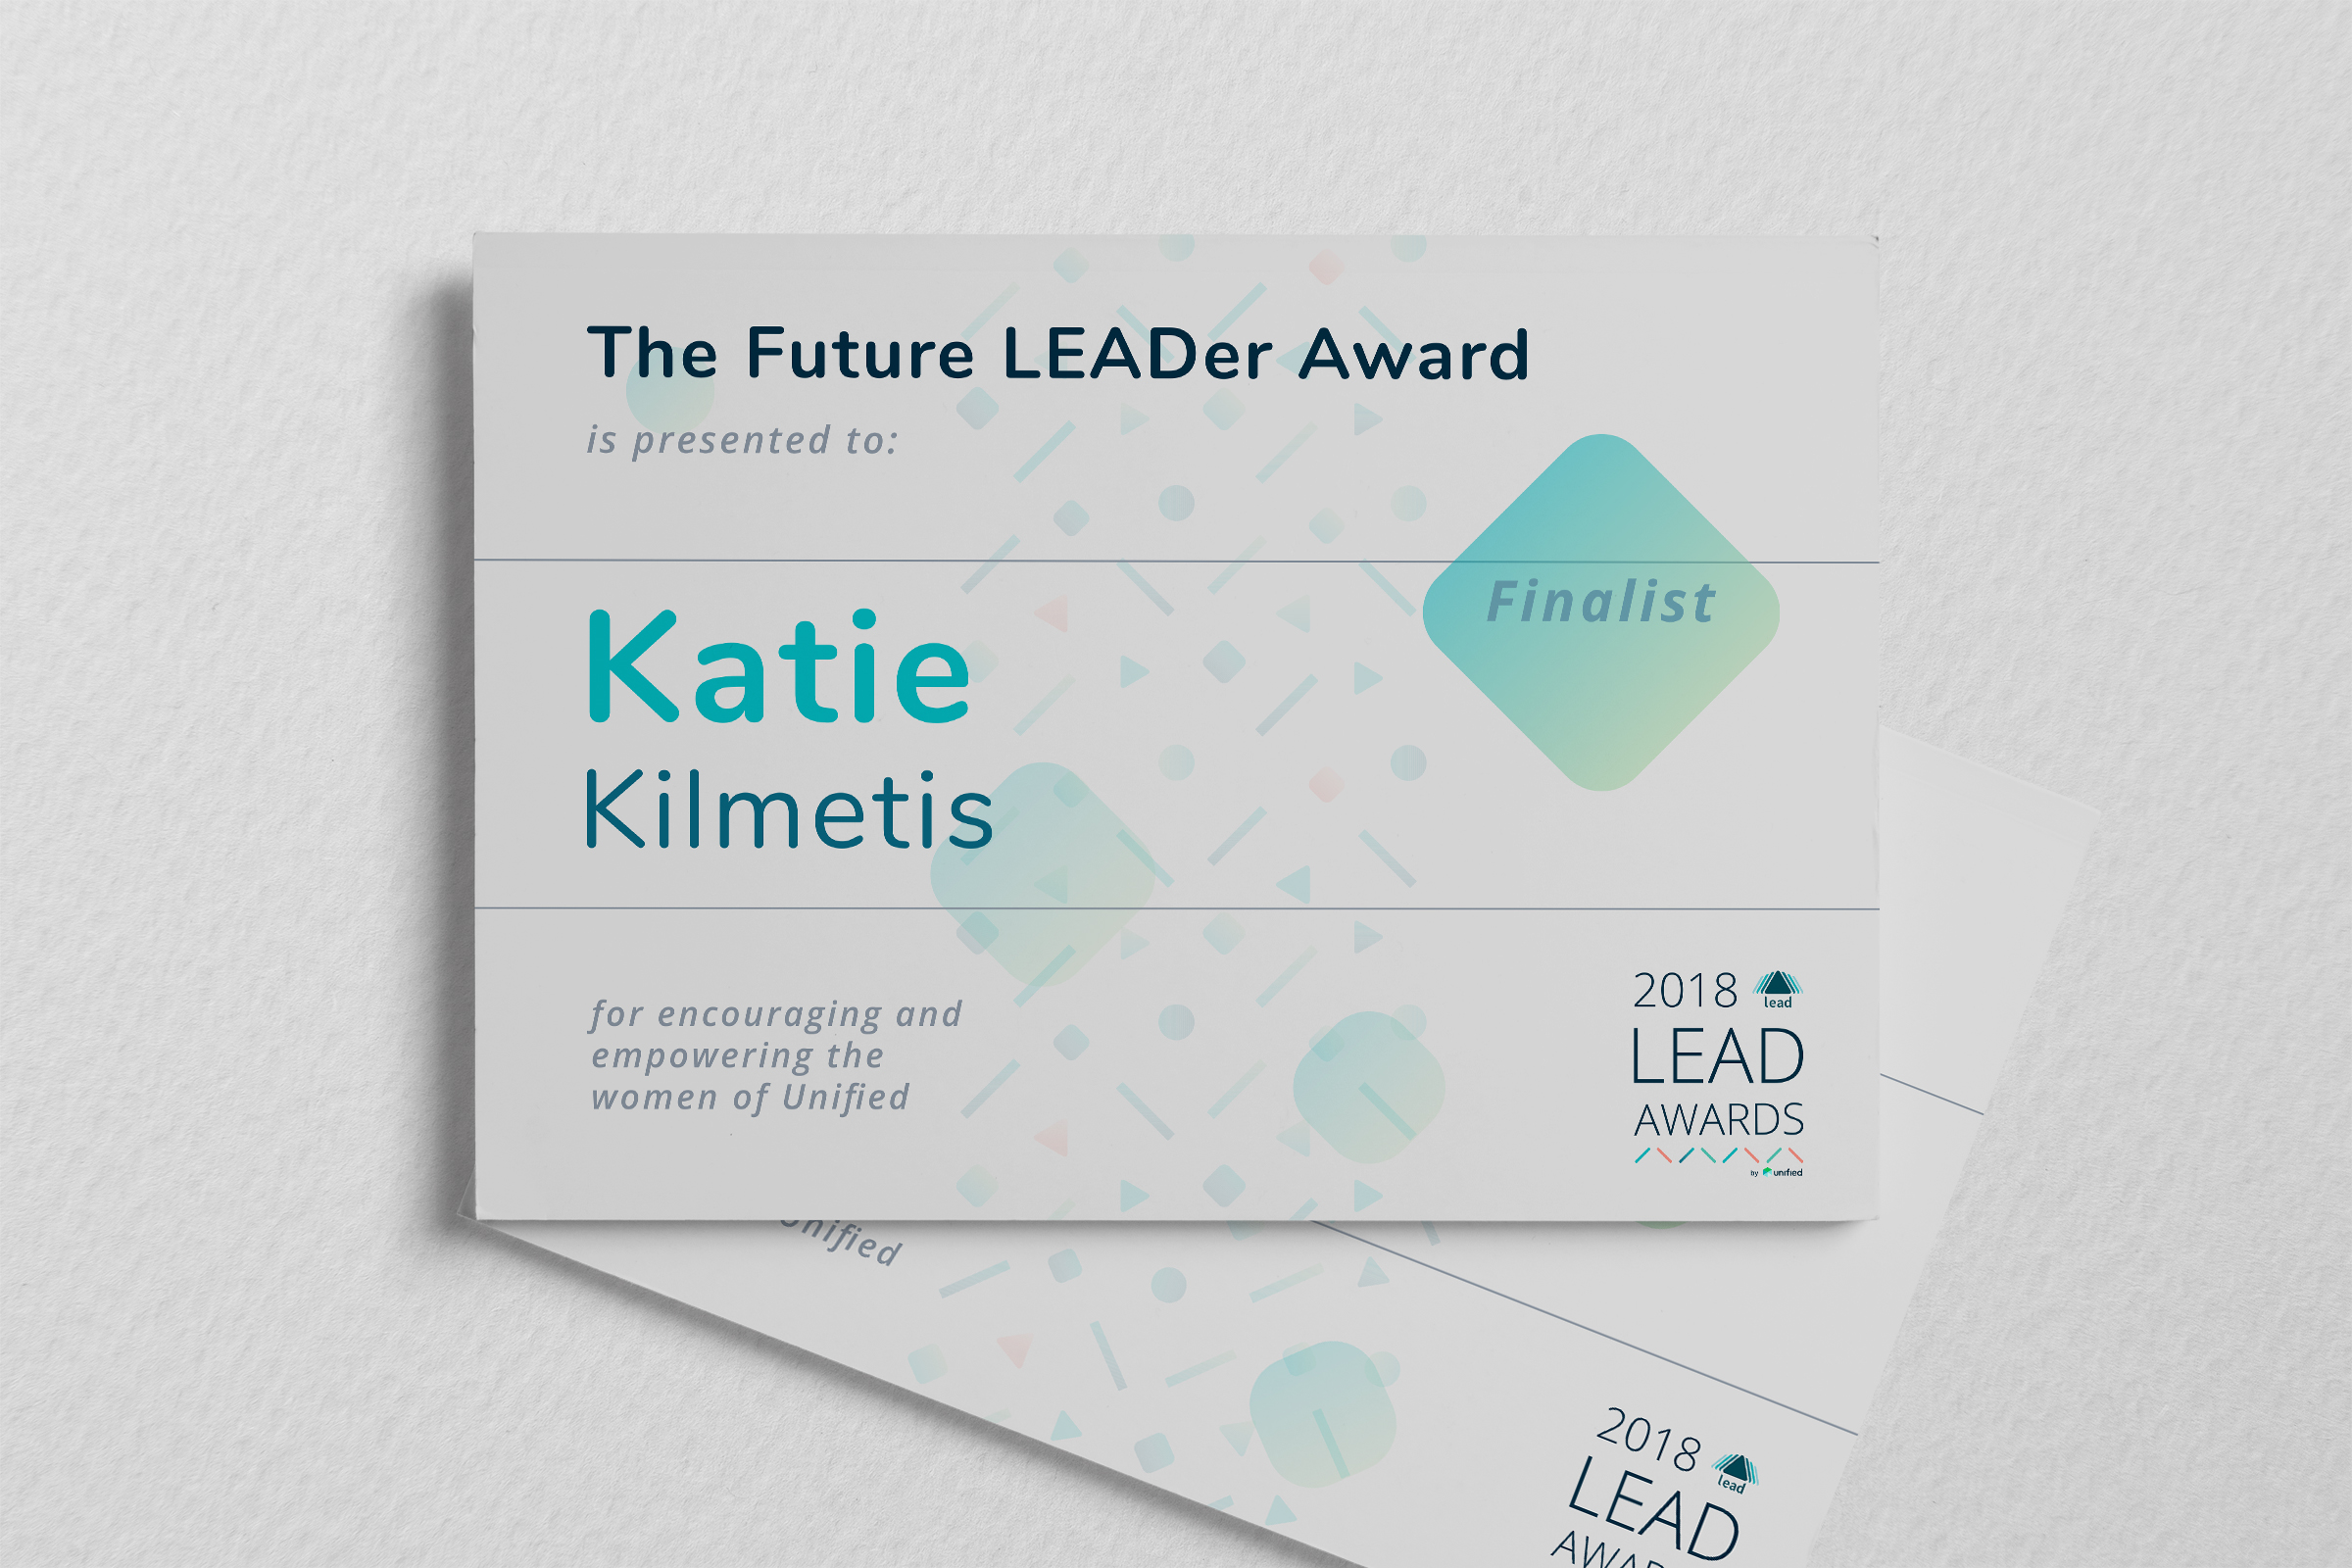 The Future LEADer Award
is presented to:
Finalist
Katie
Kilmetis
for encouraging and
empowering the
women of Unified
2018 lead
LEAD
AWARDS
by unified
Unified
2018 lead
LEAD